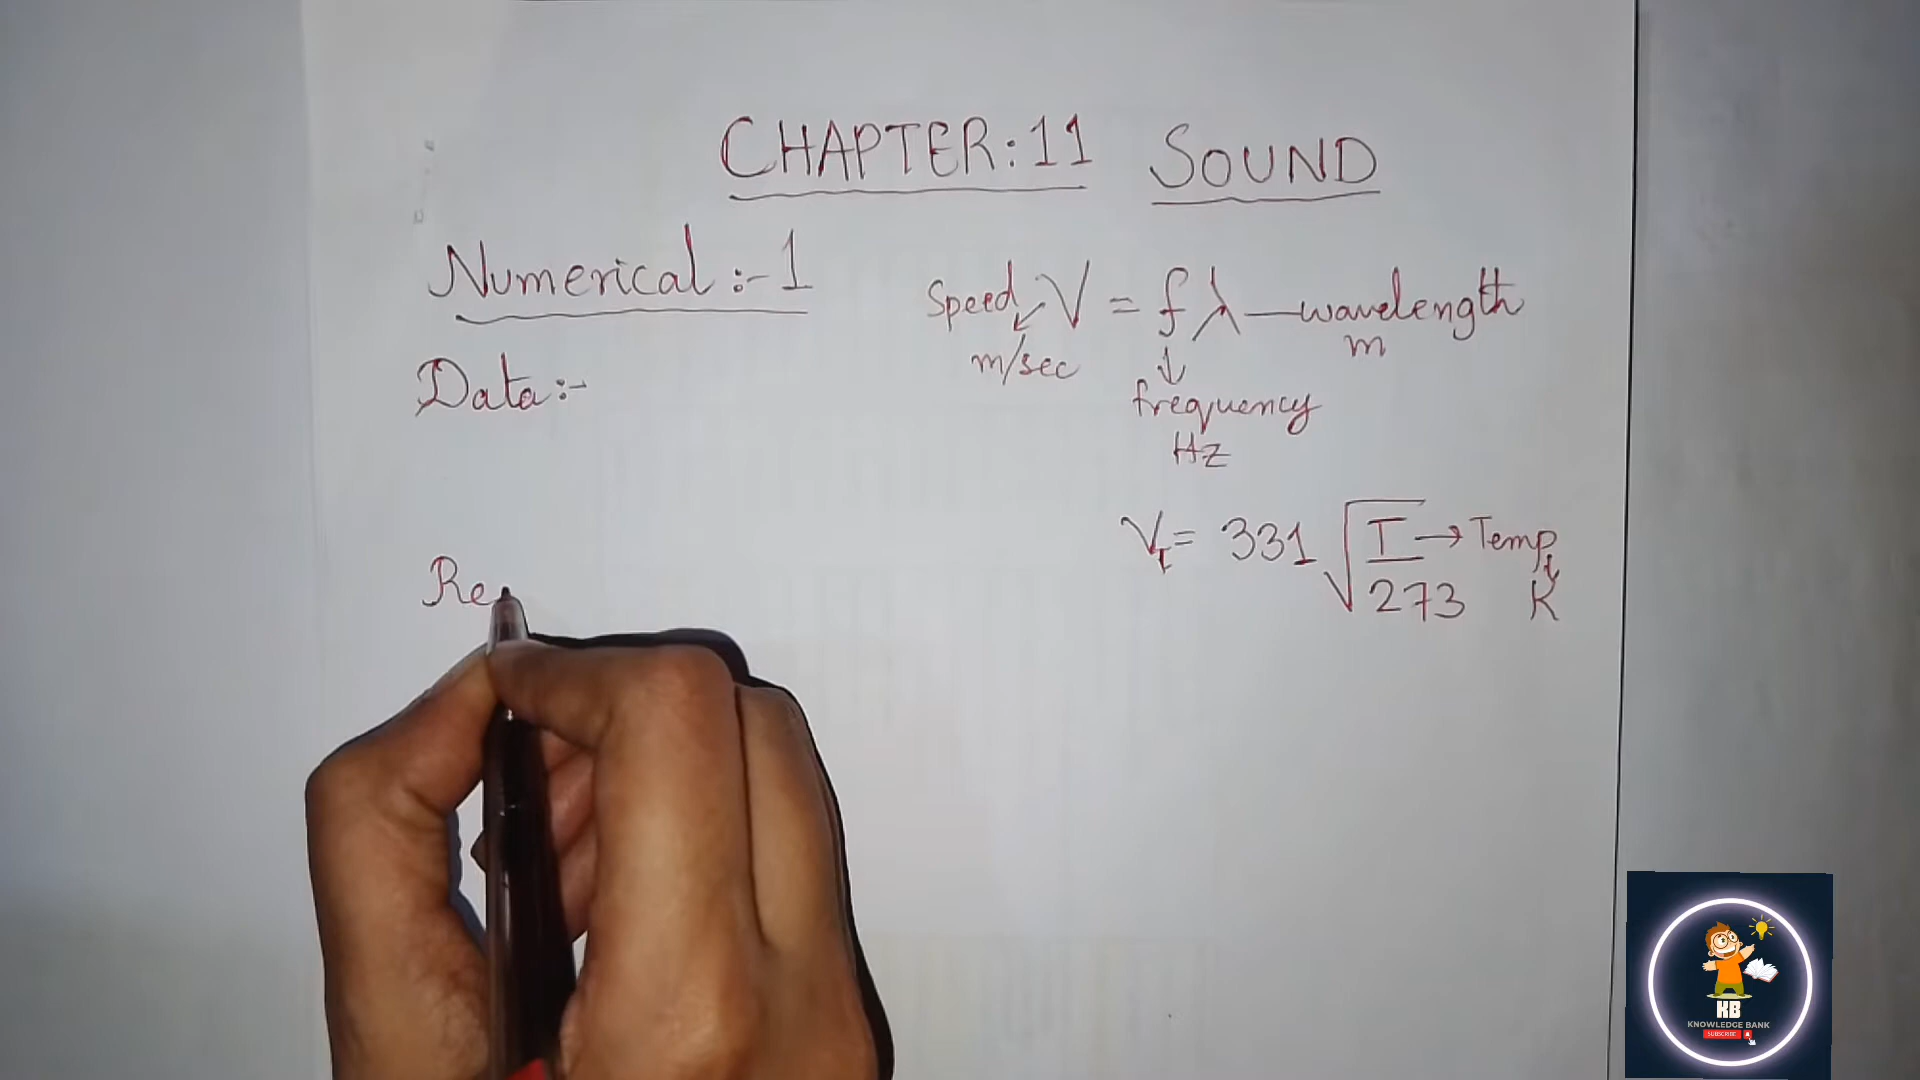 CHAPTER:11 SOUND
Numerical:-1
Speed V = f λ — wavelength
m/sec
m
frequency
Hz
Data:-
V_T = 331 √(T/273) → Temp
K
Re
KB
KNOWLEDGE BANK
SUBSCRIBE